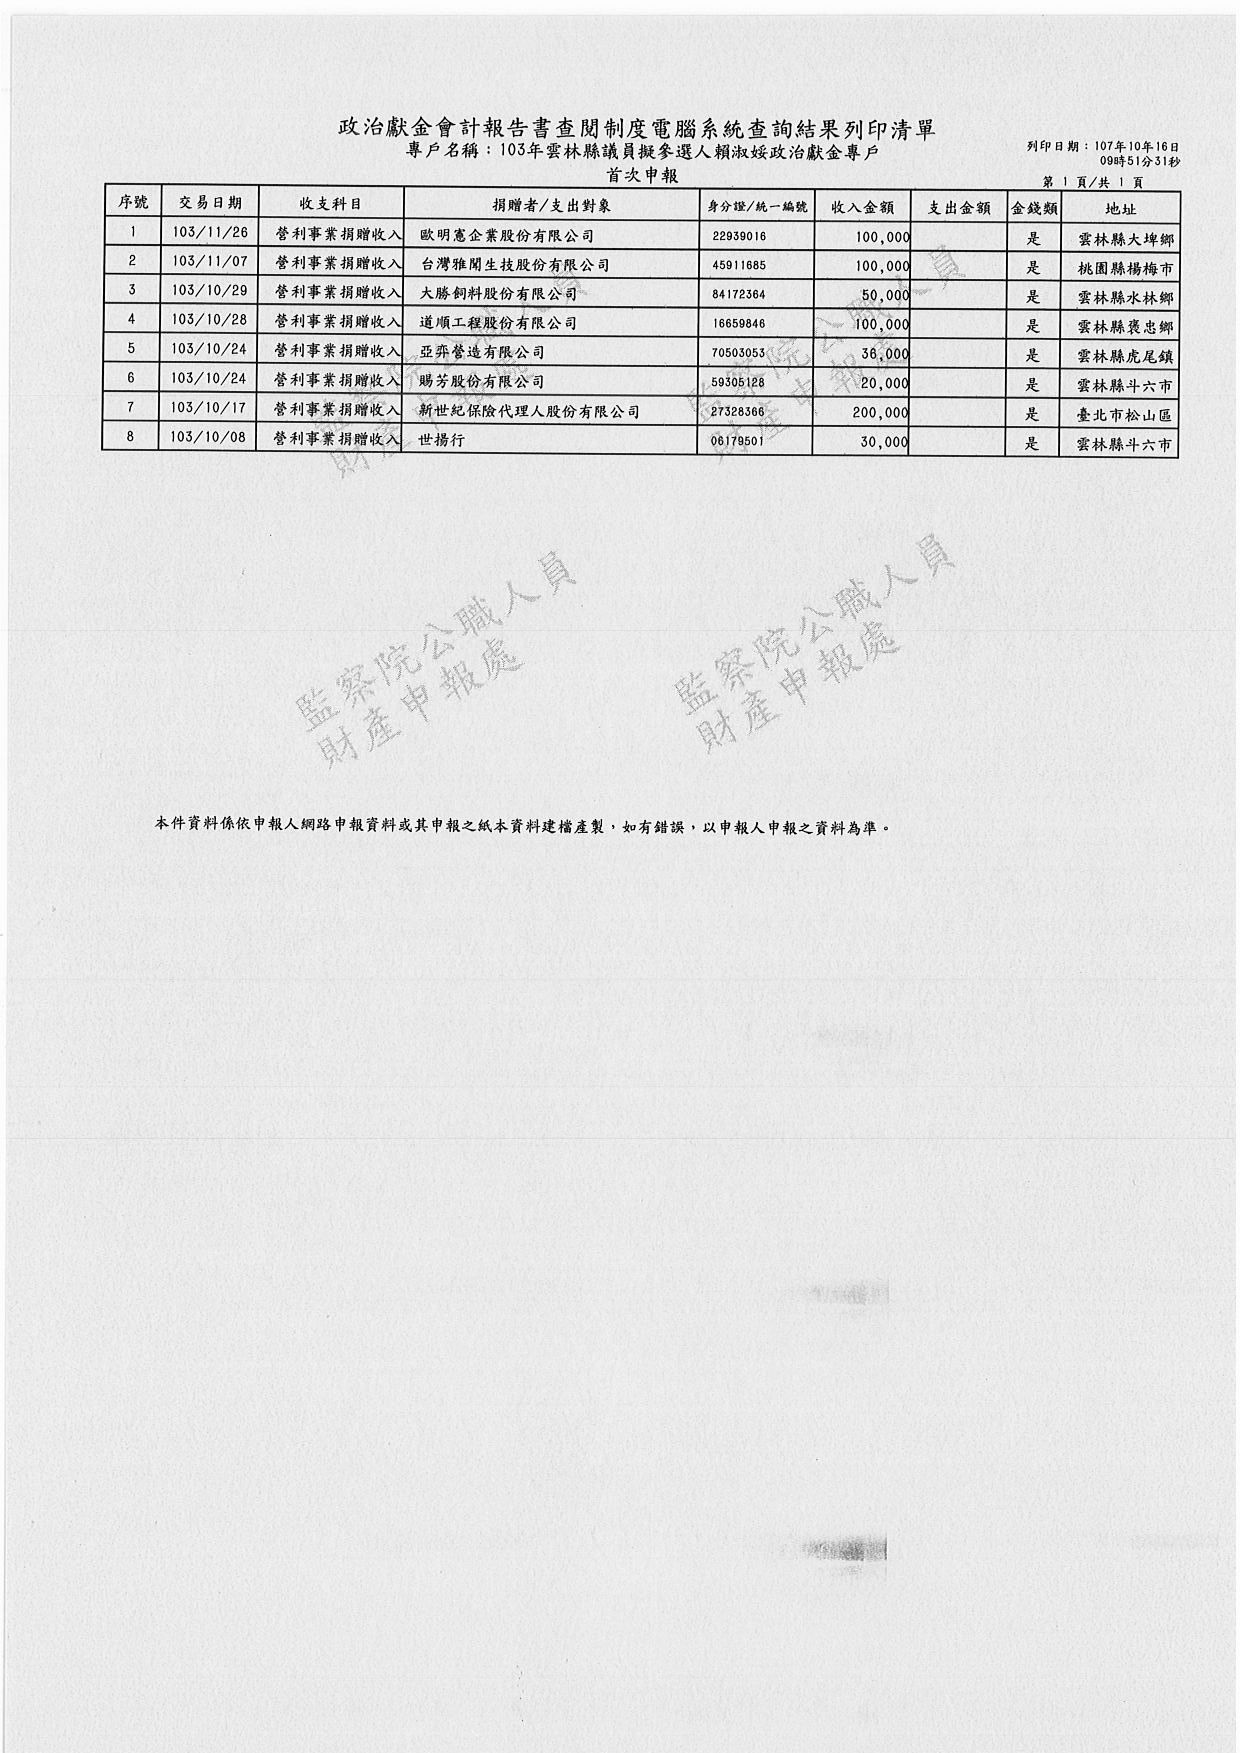 政治獻金會計報告書查閱制度電腦系統查詢結果列印清單
專戶名稱：103年雲林縣議員擬參選人賴淑娞政治獻金專戶
列印日期：107年10月16日
09時51分31秒
首次申報
第 1 頁/共 1 頁
序號 交易日期 收支科目 捐贈者/支出對象 身分證/統一編號 收入金額 支出金額 金錢類 地址
1 103/11/26 營利事業捐贈收入 歐明憲企業股份有限公司 22939016 100,000 是 雲林縣大埤鄉
2 103/11/07 營利事業捐贈收入 台灣雅聞生技股份有限公司 45911685 100,000 是 桃園縣楊梅市
3 103/10/29 營利事業捐贈收入 大勝飼料股份有限公司 84172364 50,000 是 雲林縣水林鄉
4 103/10/28 營利事業捐贈收入 道順工程股份有限公司 16659846 100,000 是 雲林縣褒忠鄉
5 103/10/24 營利事業捐贈收入 亞弈營造有限公司 70503053 36,000 是 雲林縣虎尾鎮
6 103/10/24 營利事業捐贈收入 賜芳股份有限公司 59305128 20,000 是 雲林縣斗六市
7 103/10/17 營利事業捐贈收入 新世紀保險代理人股份有限公司 27328366 200,000 是 臺北市松山區
8 103/10/08 營利事業捐贈收入 世揚行 06179501 30,000 是 雲林縣斗六市
監察院公職人員
財產申報處
監察院公職人員
財產申報處
監察院公職人員
財產申報處
監察院公職人員
財產申報處
本件資料係依申報人網路申報資料或其申報之紙本資料建檔產製，如有錯誤，以申報人申報之資料為準。